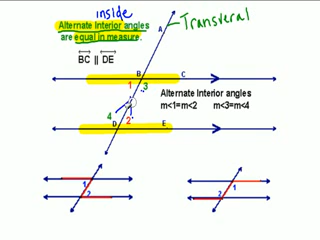 inside
Alternate Interior angles
are equal in measure.
Transveral
BC || DE
A
B
C
1
3
Alternate Interior angles
m<1=m<2 m<3=m<4
4
2
D
E
1
2
1
2